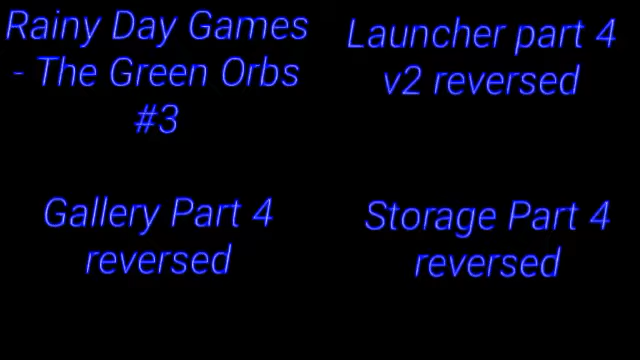 Rainy Day Games
- The Green Orbs
#3
Launcher part 4
v2 reversed
Gallery Part 4
reversed
Storage Part 4
reversed